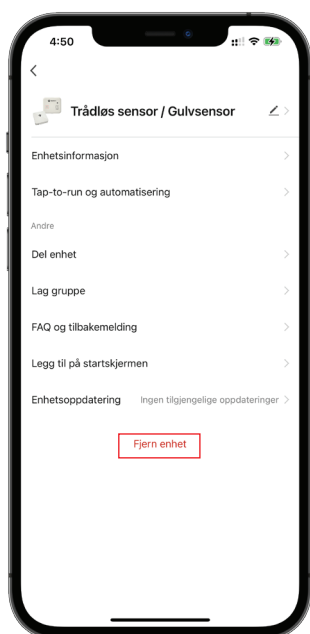 4:50
Trådløs sensor / Gulvsensor
Enhetsinformasjon
Tap-to-run og automatisering
Andre
Del enhet
Lag gruppe
FAQ og tilbakemelding
Legg til på startskjermen
Enhetsoppdatering Ingen tilgjengelige oppdateringer
Fjern enhet